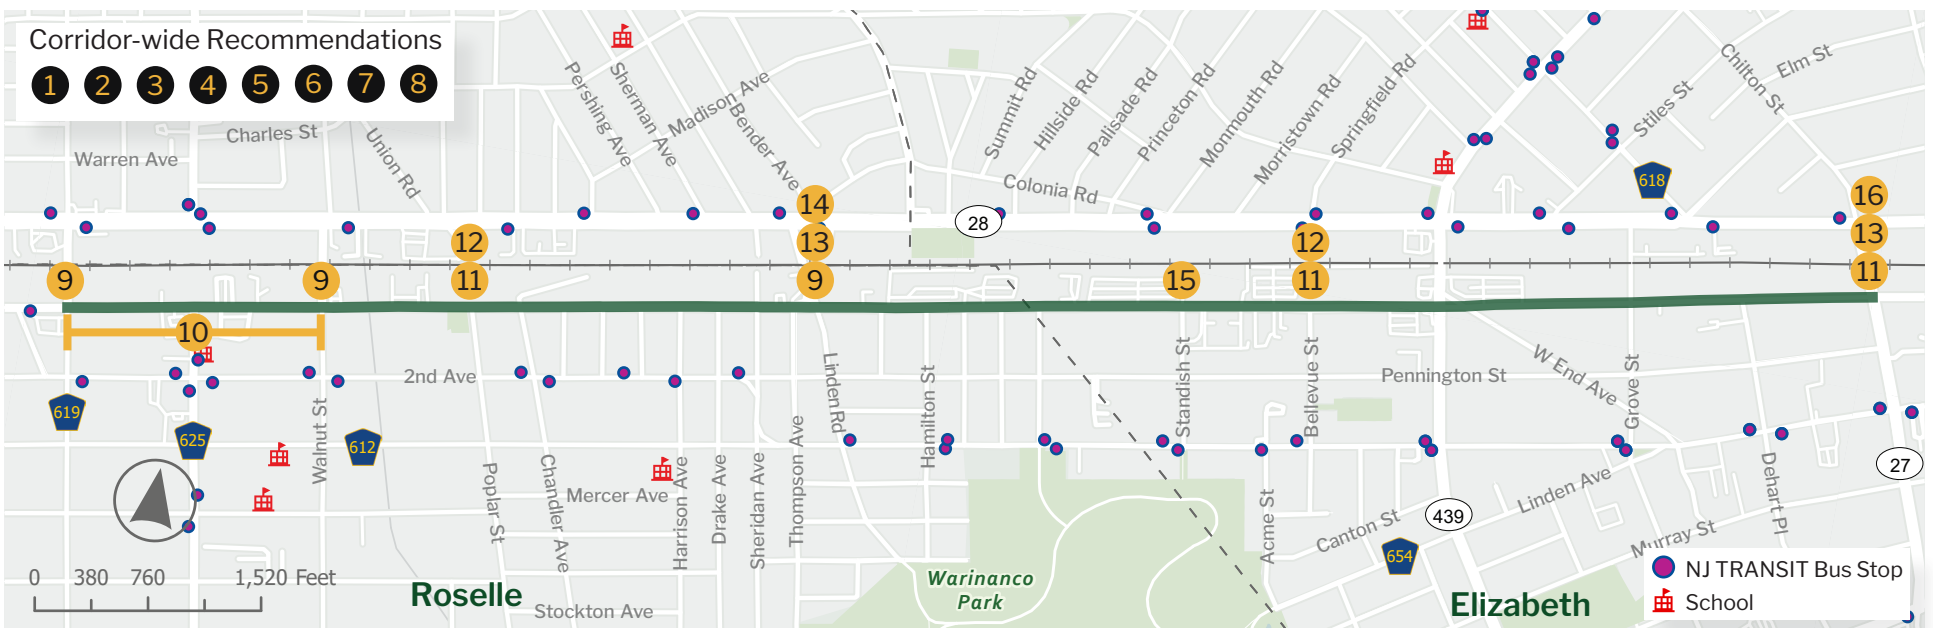 Corridor-wide Recommendations
1 2 3 4 5 6 7 8
Warren Ave
Charles St
Union Rd
Pershing Ave
Sherman Ave
Madison Ave
Bender Ave
Summit Rd
Hillside Rd
Palisade Rd
Princeton Rd
Monmouth Rd
Morristown Rd
Springfield Rd
Colonia Rd
Chilton St
Elm St
Stiles St
618
28
14
16
12
13
12
13
9
9
11
9
15
11
11
10
2nd Ave
619
625
Walnut St
612
Linden Rd
Hamilton St
Standish St
Bellevue St
Pennington St
W End Ave
Grove St
Poplar St
Chandler Ave
Mercer Ave
Harrison Ave
Drake Ave
Sheridan Ave
Thompson Ave
Acme St
Canton St
439
654
Linden Ave
Murray St
Dehart Pl
27
0 380 760 1,520 Feet
Roselle
Stockton Ave
Warinanco
Park
Elizabeth
NJ TRANSIT Bus Stop
School